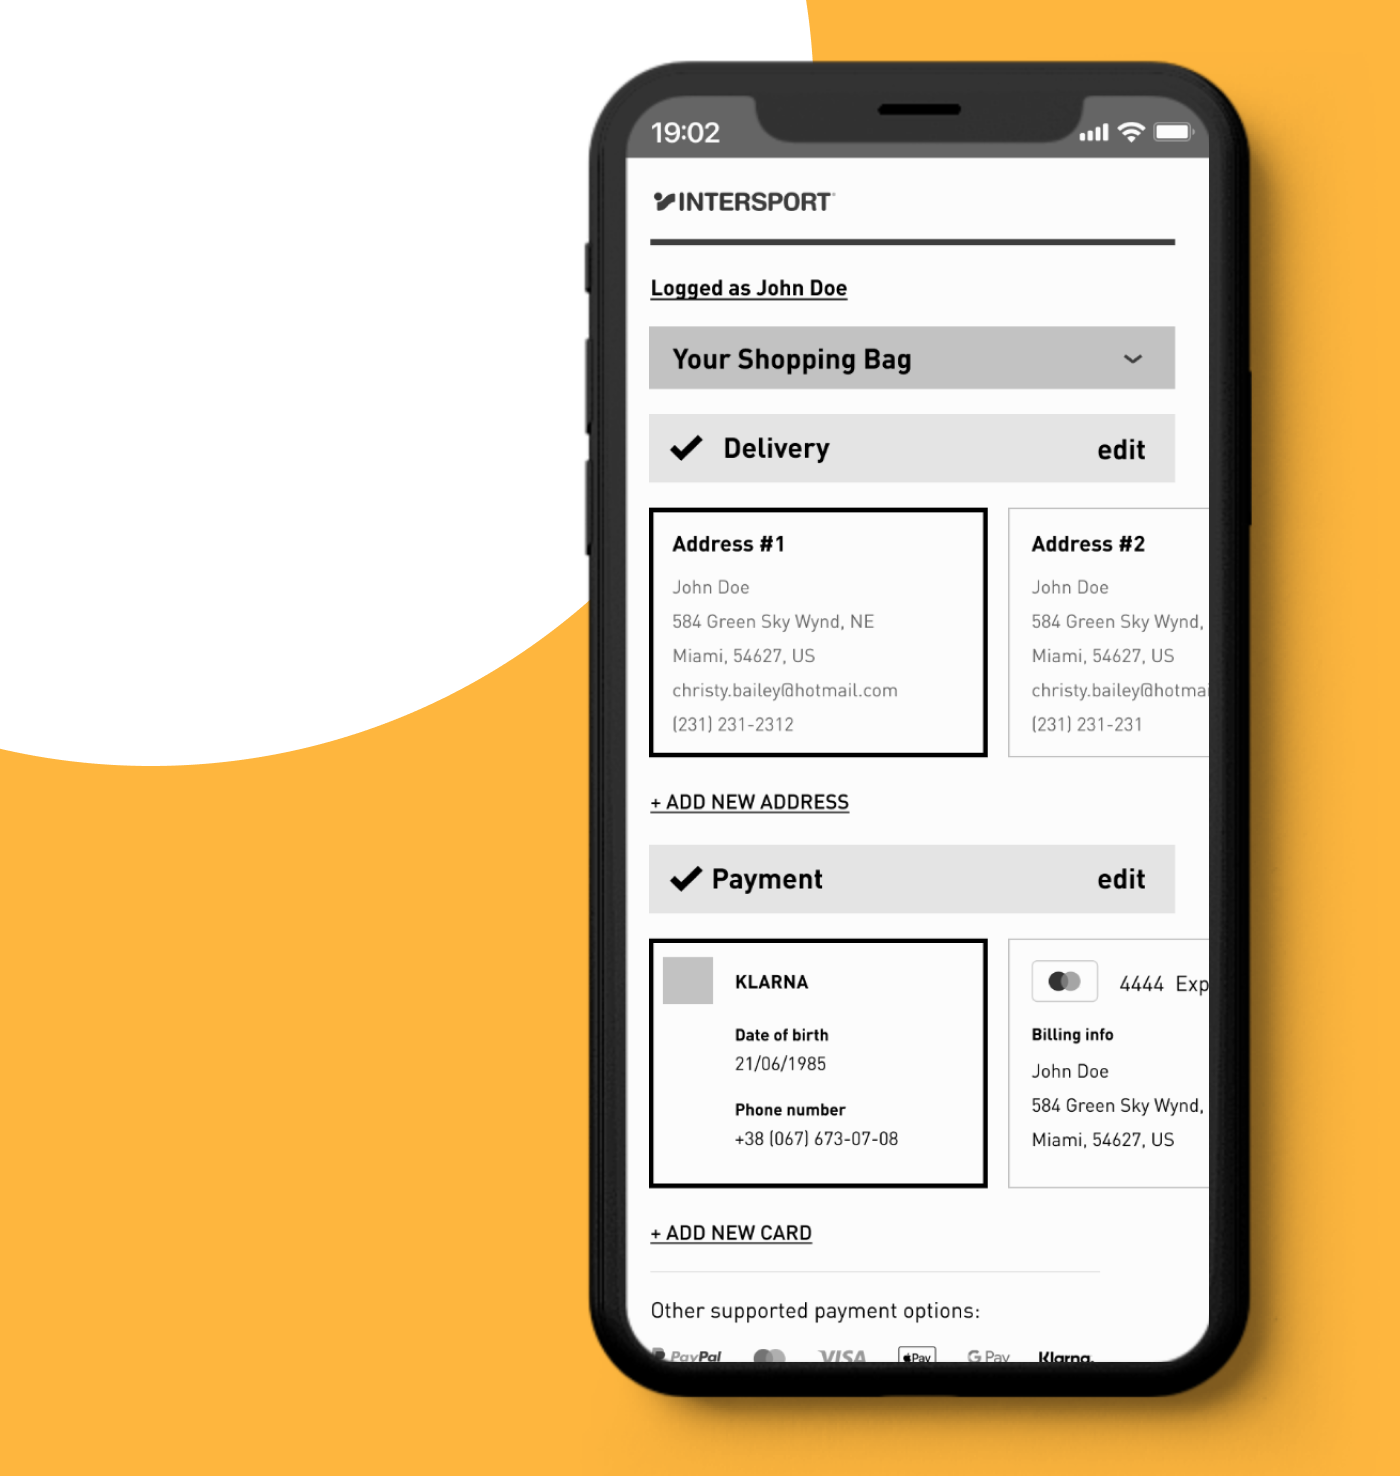 19:02
INTERSPORT
Logged as John Doe
Your Shopping Bag
Delivery
edit
Address #1
John Doe
584 Green Sky Wynd, NE
Miami, 54627, US
christy.bailey@hotmail.com
(231) 231-2312
Address #2
John Doe
584 Green Sky Wynd,
Miami, 54627, US
christy.bailey@hotmai
(231) 231-231
+ ADD NEW ADDRESS
Payment
edit
KLARNA
Date of birth
21/06/1985
Phone number
+38 (067) 673-07-08
4444 Exp
Billing info
John Doe
584 Green Sky Wynd,
Miami, 54627, US
+ ADD NEW CARD
Other supported payment options:
PayPal VISA Pay G Pay Klarna.